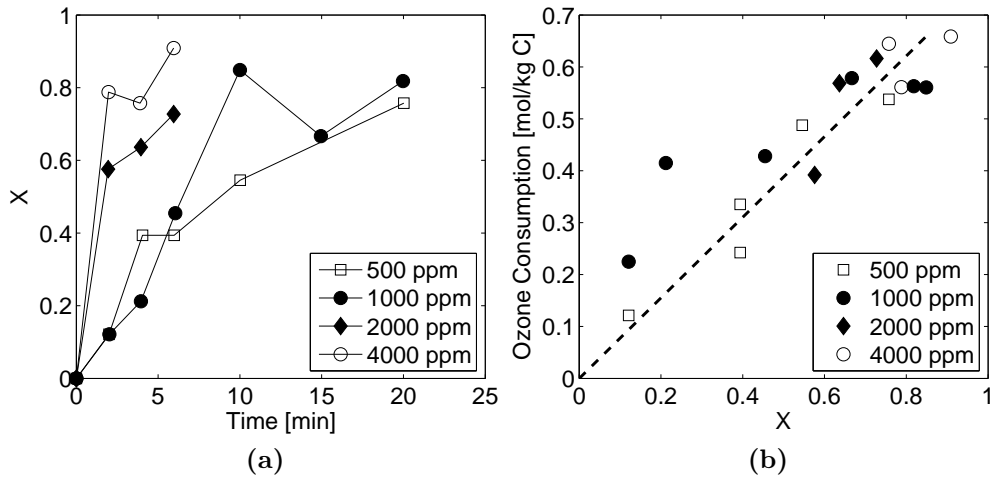 1
0.8
0.6
0.4
0.2
0
X
0 5 10 15 20 25
Time [min]
500 ppm
1000 ppm
2000 ppm
4000 ppm
(a)
0.7
0.6
0.5
0.4
0.3
0.2
0.1
0
Ozone Consumption [mol/kg C]
0 0.2 0.4 0.6 0.8 1
X
500 ppm
1000 ppm
2000 ppm
4000 ppm
(b)